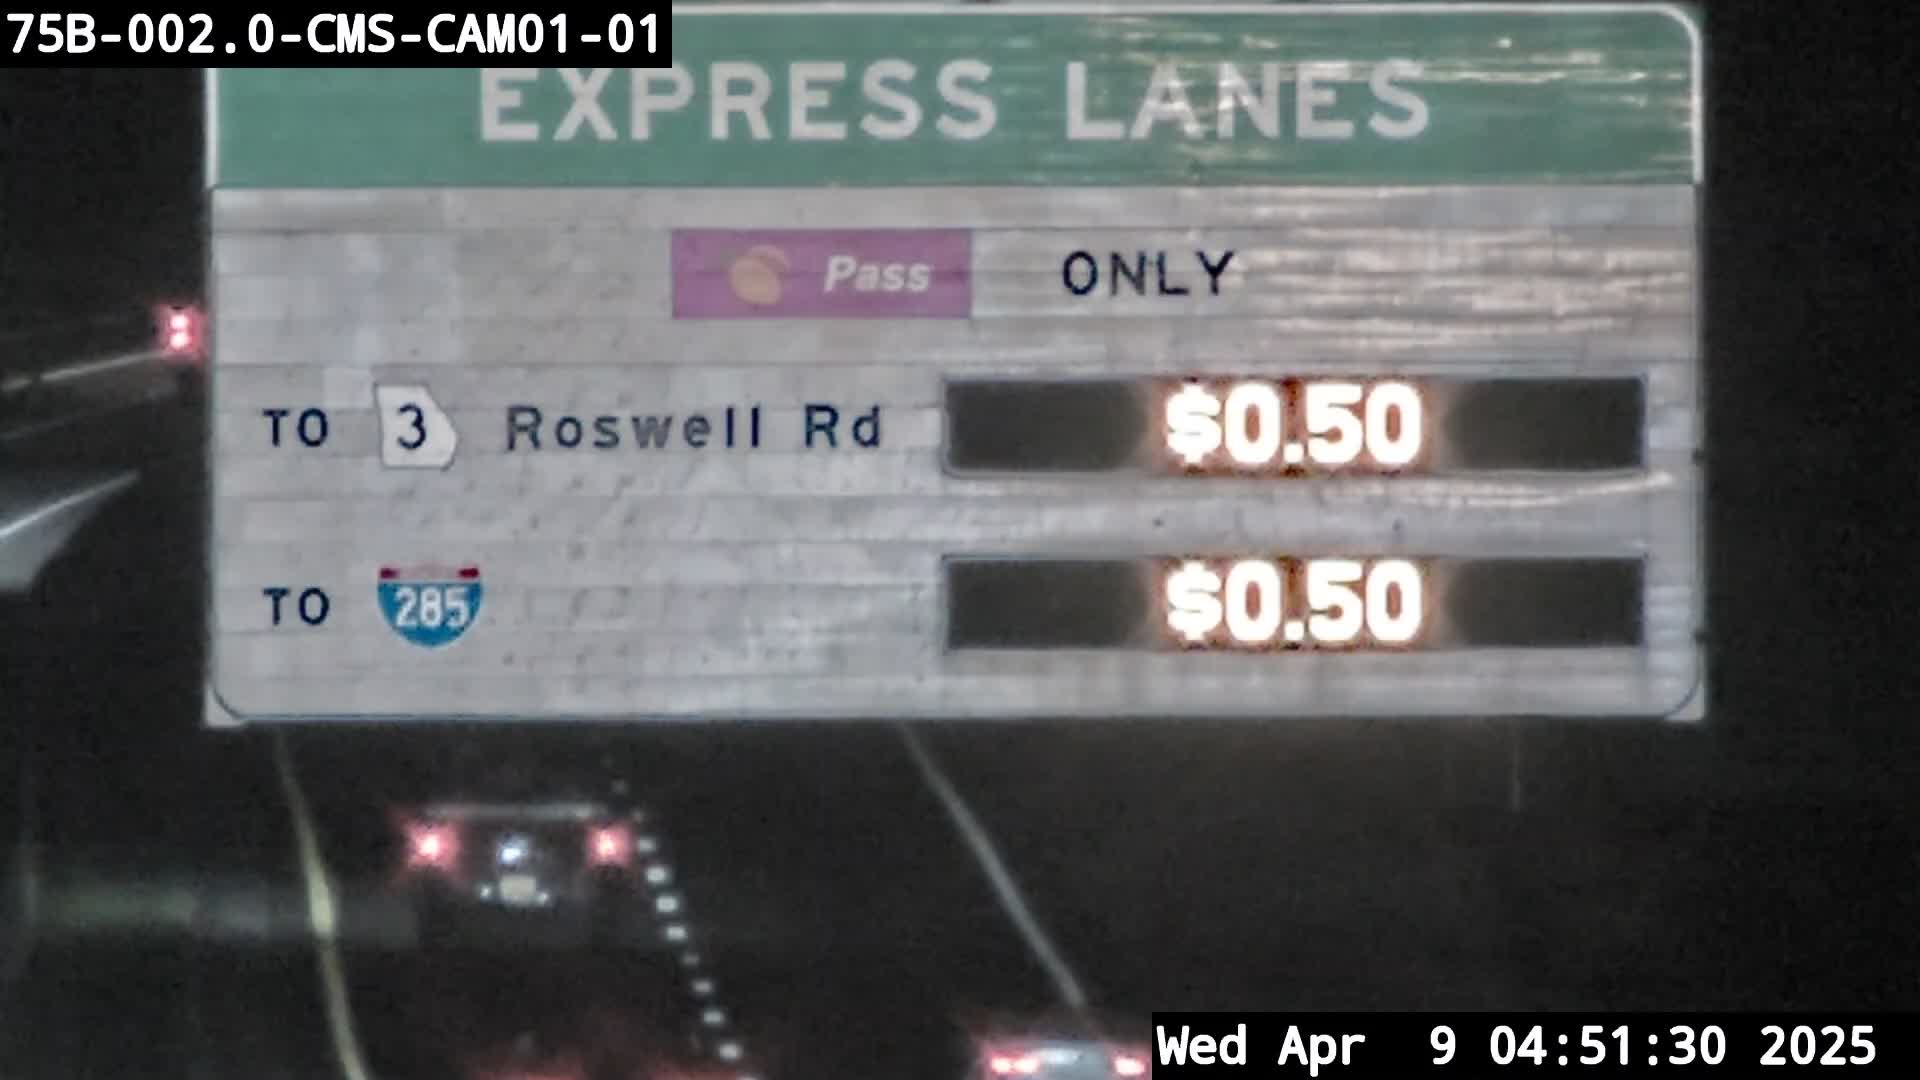 75B-002.0-CMS-CAM01-01
EXPRESS LANES
Pass ONLY
TO 3 Roswell Rd $0.50
TO 285 $0.50
Wed Apr 9 04:51:30 2025